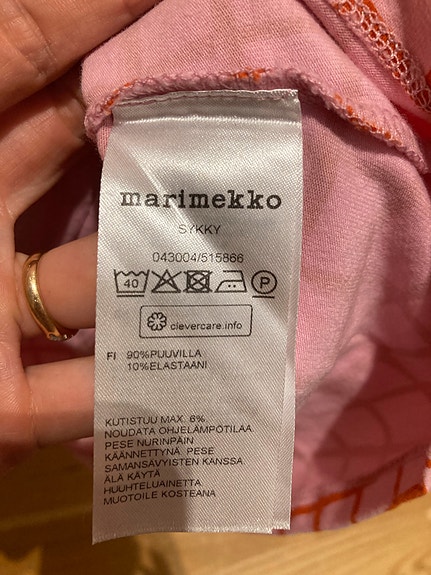 marimekko
SYKKY
043004/515866
40 P
clevercare.info
FI 90%PUUVILLA
10%ELASTAANI
KUTISTUU MAX. 6%
NOUDATA OHJELÄMPÖTILAA
PESE NURINPÄIN
KÄÄNNETTYNÄ. PESE
SAMANSÄVYISTEN KANSSA
ÄLÄ KÄYTÄ
HUUHTELUAINETTA
MUOTOILE KOSTEANA